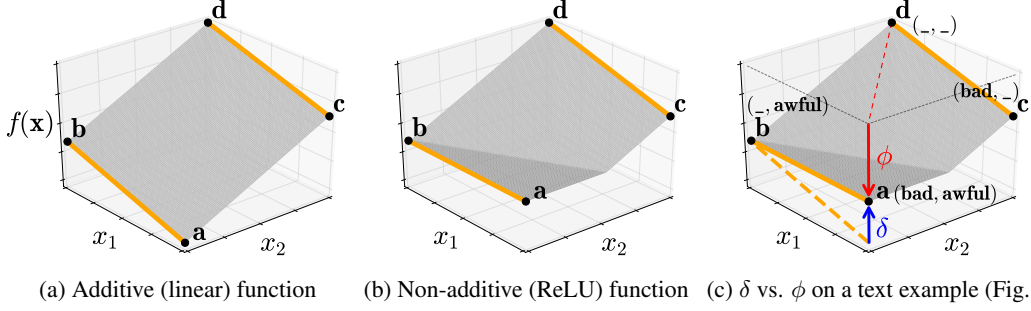 d
b
c
a
f(x)
x₁
x₂
(a) Additive (linear) function
d
b
c
a
x₁
x₂
(b) Non-additive (ReLU) function
d
(_, _)
(bad, _)
(_, awful)
b
c
ϕ
a (bad, awful)
δ
x₁
x₂
(c) δ vs. ϕ on a text example (Fig.